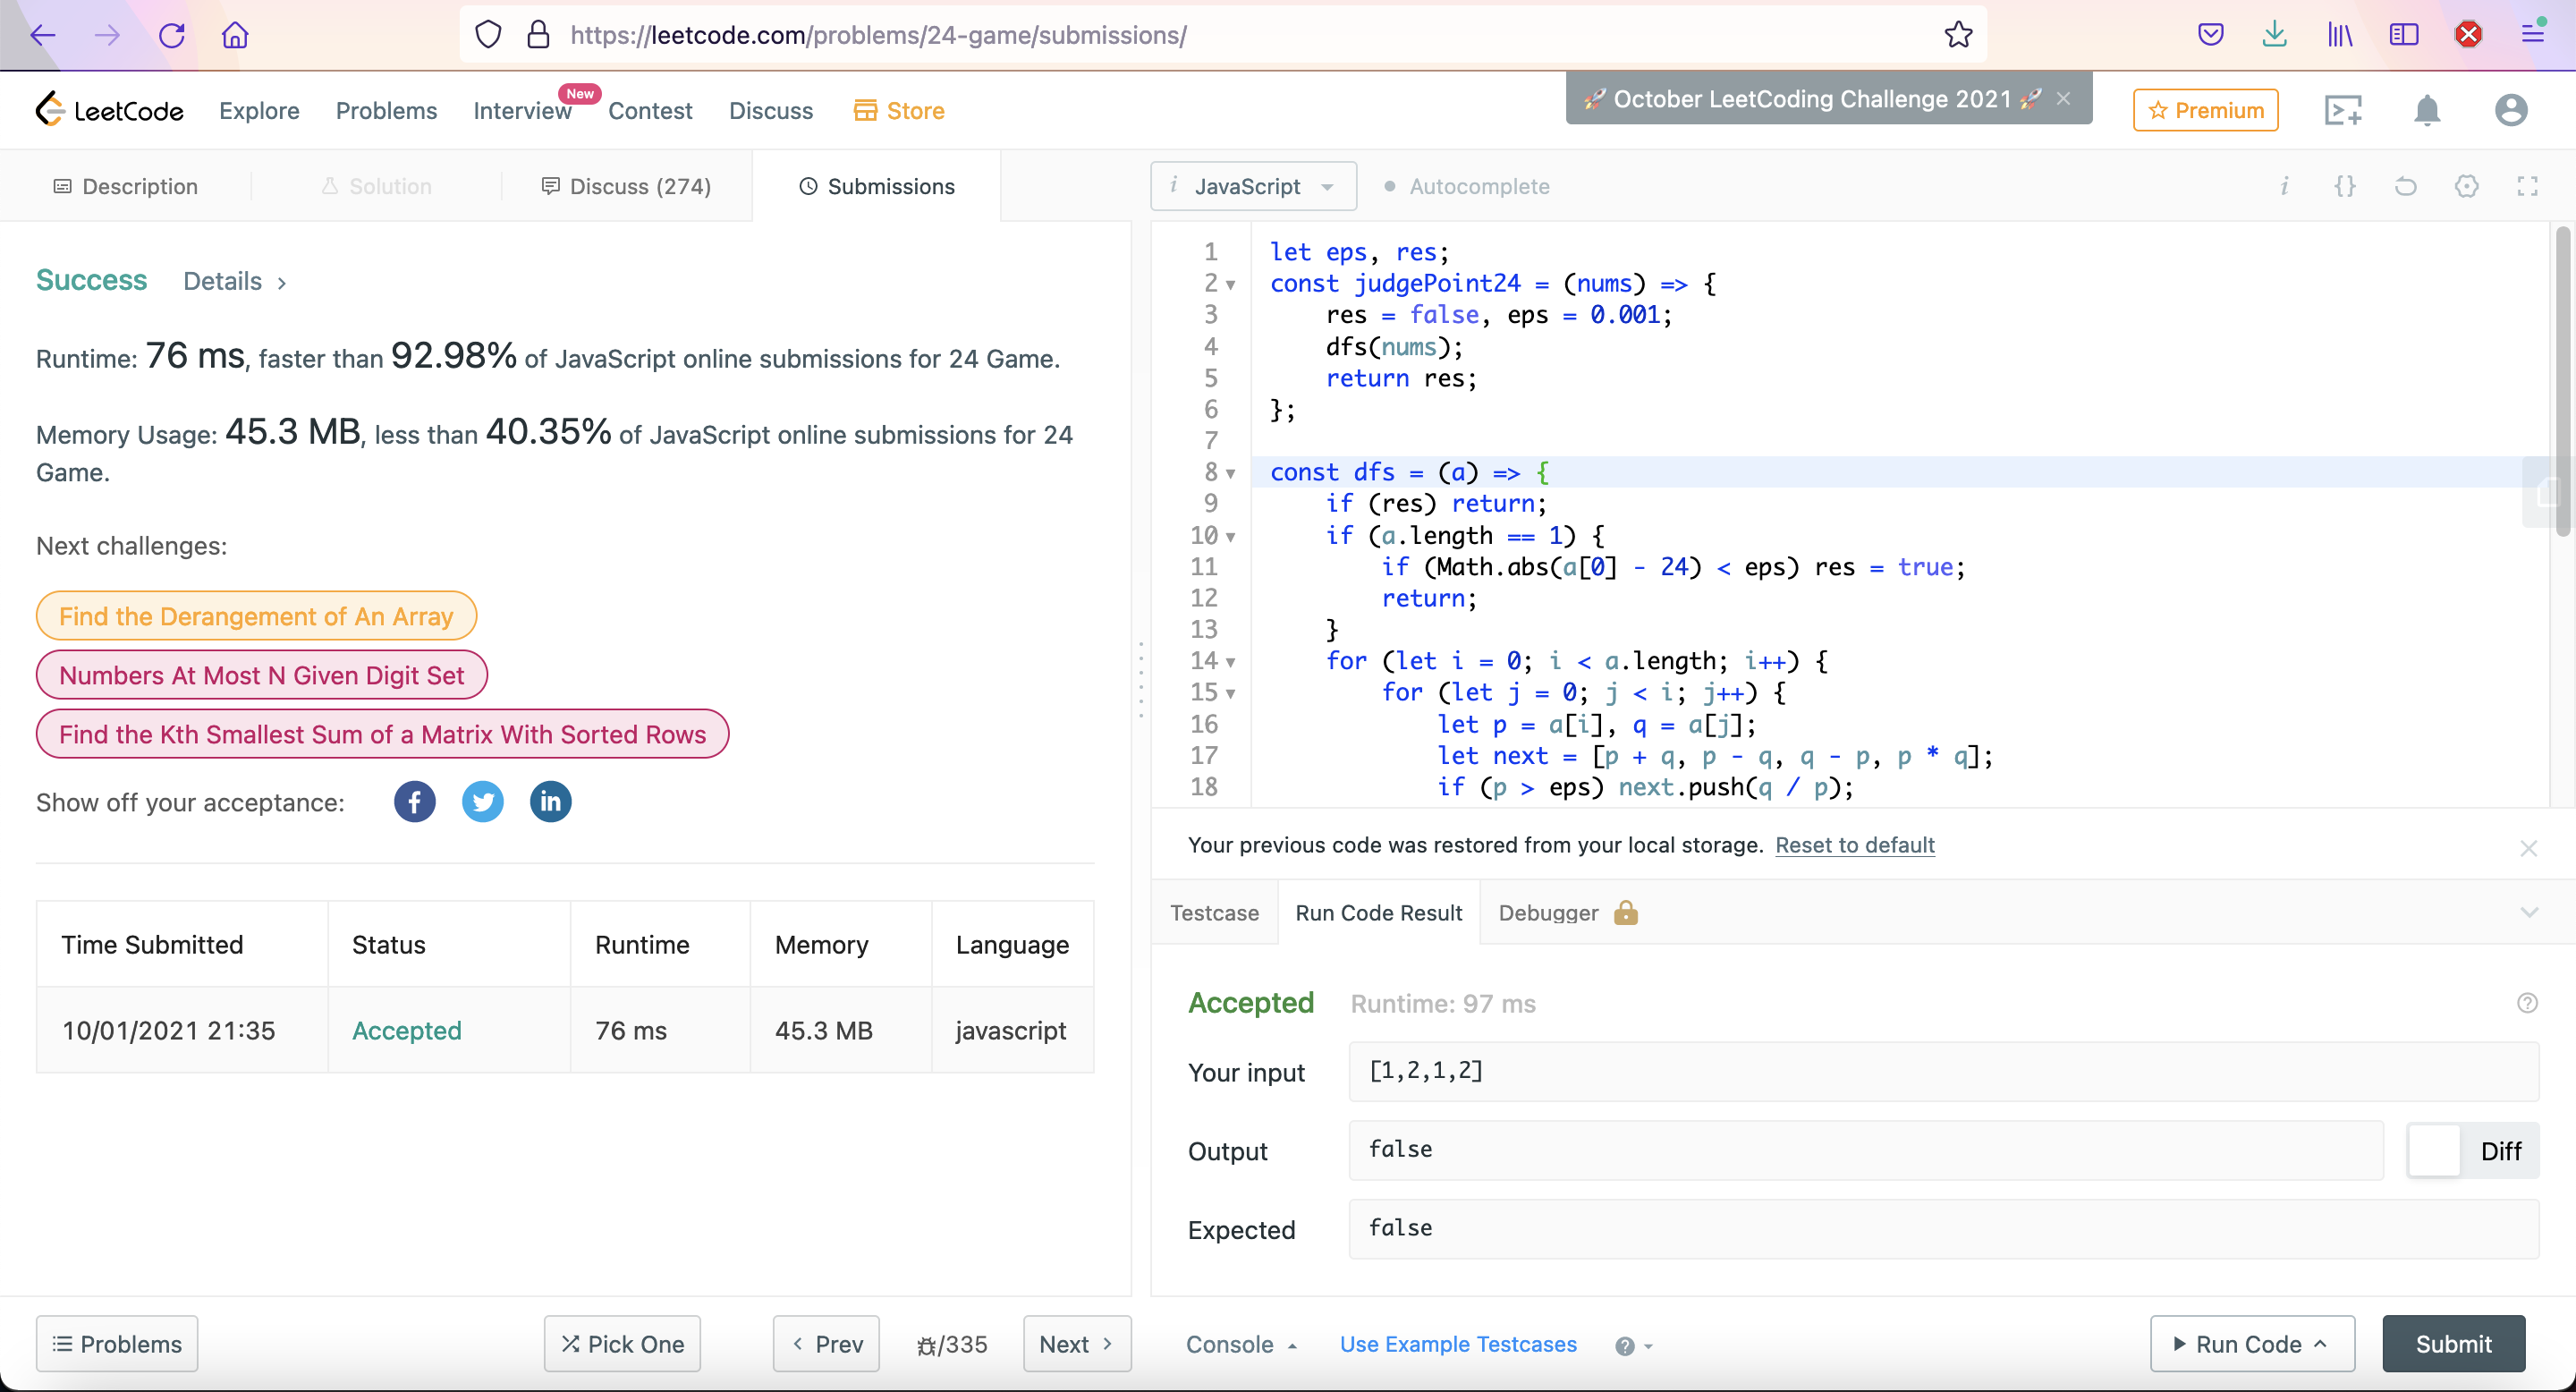 https://leetcode.com/problems/24-game/submissions/
LeetCode Explore Problems Interview New Contest Discuss Store
🚀 October LeetCoding Challenge 2021 🚀 ×
Premium
Description Solution Discuss (274) Submissions
i JavaScript Autocomplete
Success Details >
Runtime: 76 ms, faster than 92.98% of JavaScript online submissions for 24 Game.
Memory Usage: 45.3 MB, less than 40.35% of JavaScript online submissions for 24
Game.
Next challenges:
Find the Derangement of An Array
Numbers At Most N Given Digit Set
Find the Kth Smallest Sum of a Matrix With Sorted Rows
Show off your acceptance:
Time Submitted Status Runtime Memory Language
10/01/2021 21:35 Accepted 76 ms 45.3 MB javascript
1 let eps, res;
2 const judgePoint24 = (nums) => {
3 res = false, eps = 0.001;
4 dfs(nums);
5 return res;
6 };
7
8 const dfs = (a) => {
9 if (res) return;
10 if (a.length == 1) {
11 if (Math.abs(a[0] - 24) < eps) res = true;
12 return;
13 }
14 for (let i = 0; i < a.length; i++) {
15 for (let j = 0; j < i; j++) {
16 let p = a[i], q = a[j];
17 let next = [p + q, p - q, q - p, p * q];
18 if (p > eps) next.push(q / p);
Your previous code was restored from your local storage. Reset to default
Testcase Run Code Result Debugger
Accepted Runtime: 97 ms
Your input [1,2,1,2]
Output false Diff
Expected false
Problems Pick One < Prev /335 Next >
Console Use Example Testcases Run Code Submit